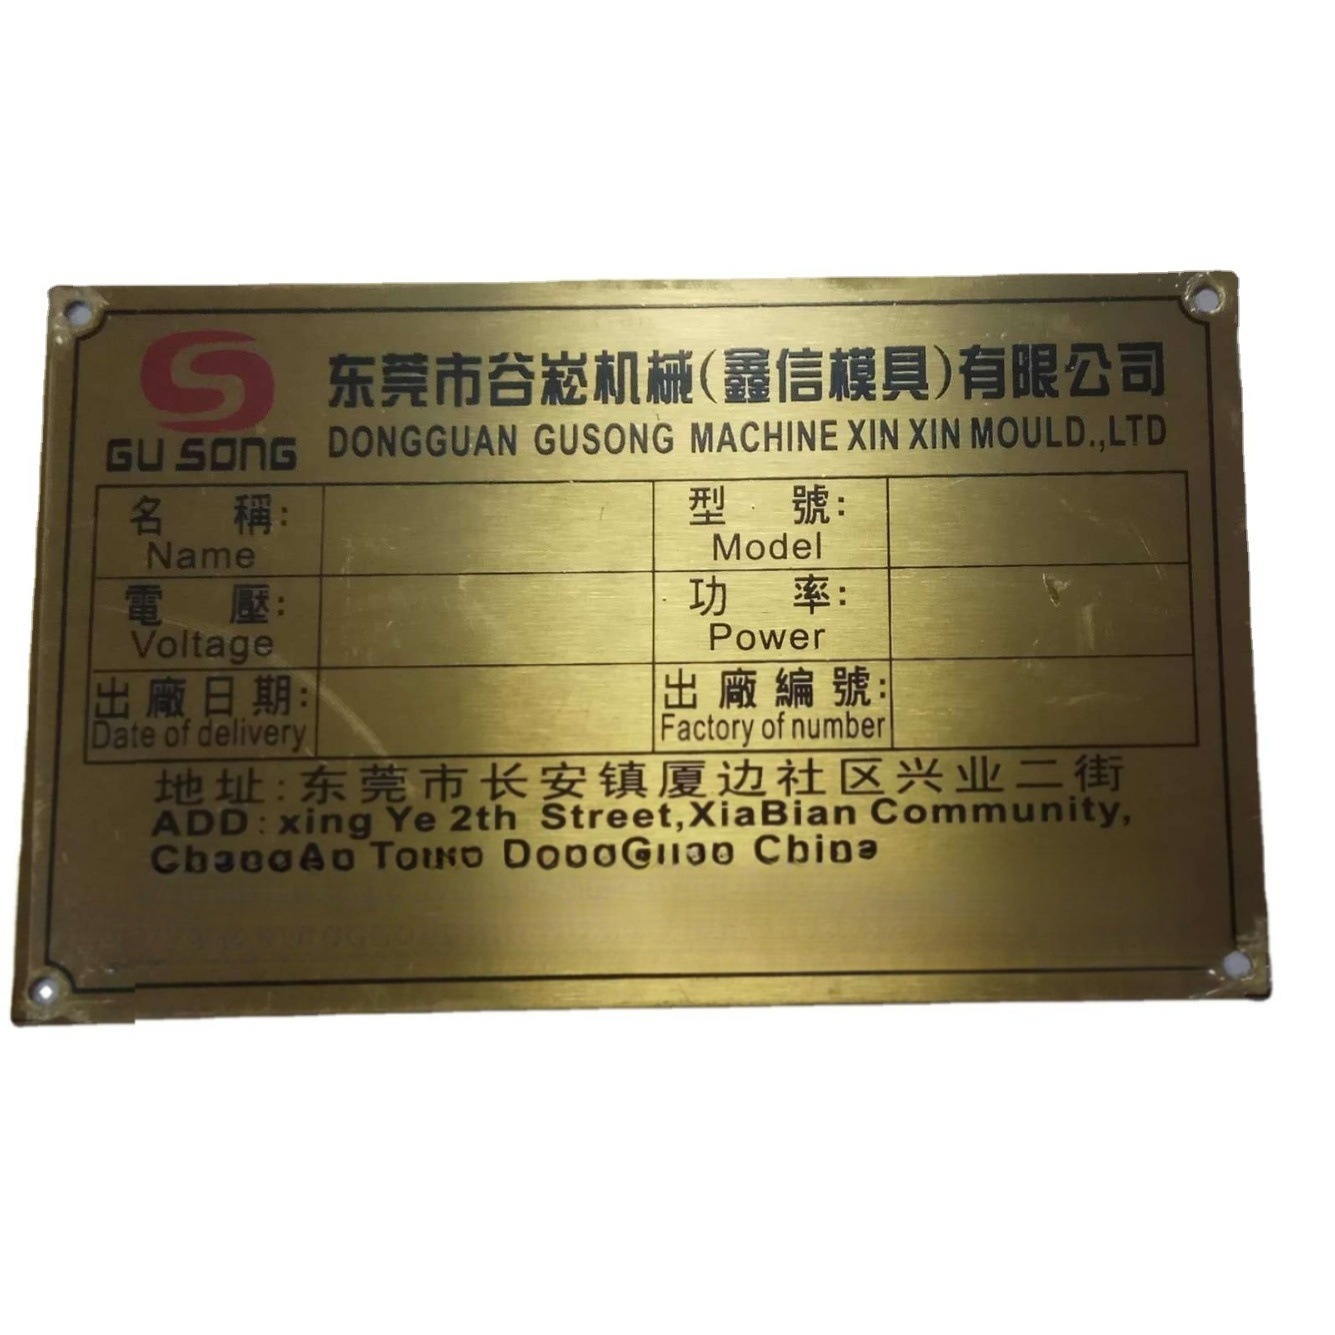 GU SONG
东莞市谷崧机械(鑫信模具)有限公司
DONGGUAN GUSONG MACHINE XIN XIN MOULD.,LTD
名 稱:
Name
型 號:
Model
電 壓:
Voltage
功 率:
Power
出廠日期:
Date of delivery
出廠編號:
Factory of number
地址:东莞市长安镇厦边社区兴业二街
ADD:xing Ye 2th Street,XiaBian Community,
China